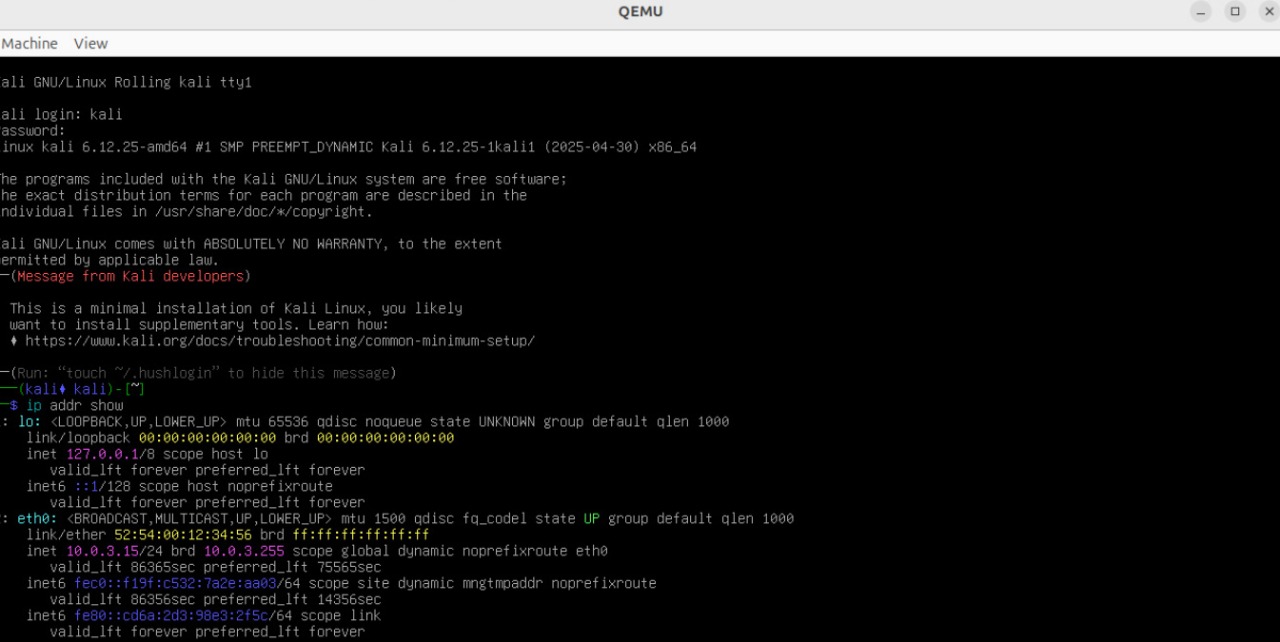 QEMU
Machine View
ali GNU/Linux Rolling kali tty1
ali login: kali
assword:
inux kali 6.12.25-amd64 #1 SMP PREEMPT_DYNAMIC Kali 6.12.25-1kali1 (2025-04-30) x86_64
he programs included with the Kali GNU/Linux system are free software;
he exact distribution terms for each program are described in the
ndividual files in /usr/share/doc/*/copyright.
ali GNU/Linux comes with ABSOLUTELY NO WARRANTY, to the extent
ermitted by applicable law.
─(Message from Kali developers)
This is a minimal installation of Kali Linux, you likely
want to install supplementary tools. Learn how:
♦ https://www.kali.org/docs/troubleshooting/common-minimum-setup/
─(Run: “touch ~/.hushlogin” to hide this message)
──(kali♦ kali)-[~]
─$ ip addr show
: lo: <LOOPBACK,UP,LOWER_UP> mtu 65536 qdisc noqueue state UNKNOWN group default qlen 1000
link/loopback 00:00:00:00:00:00 brd 00:00:00:00:00:00
inet 127.0.0.1/8 scope host lo
valid_lft forever preferred_lft forever
inet6 ::1/128 scope host noprefixroute
valid_lft forever preferred_lft forever
: eth0: <BROADCAST,MULTICAST,UP,LOWER_UP> mtu 1500 qdisc fq_codel state UP group default qlen 1000
link/ether 52:54:00:12:34:56 brd ff:ff:ff:ff:ff:ff
inet 10.0.3.15/24 brd 10.0.3.255 scope global dynamic noprefixroute eth0
valid_lft 86365sec preferred_lft 75565sec
inet6 fec0::f19f:c532:7a2e:aa03/64 scope site dynamic mngtmpaddr noprefixroute
valid_lft 86356sec preferred_lft 14356sec
inet6 fe80::cd6a:2d3:98e3:2f5c/64 scope link
valid_lft forever preferred_lft forever